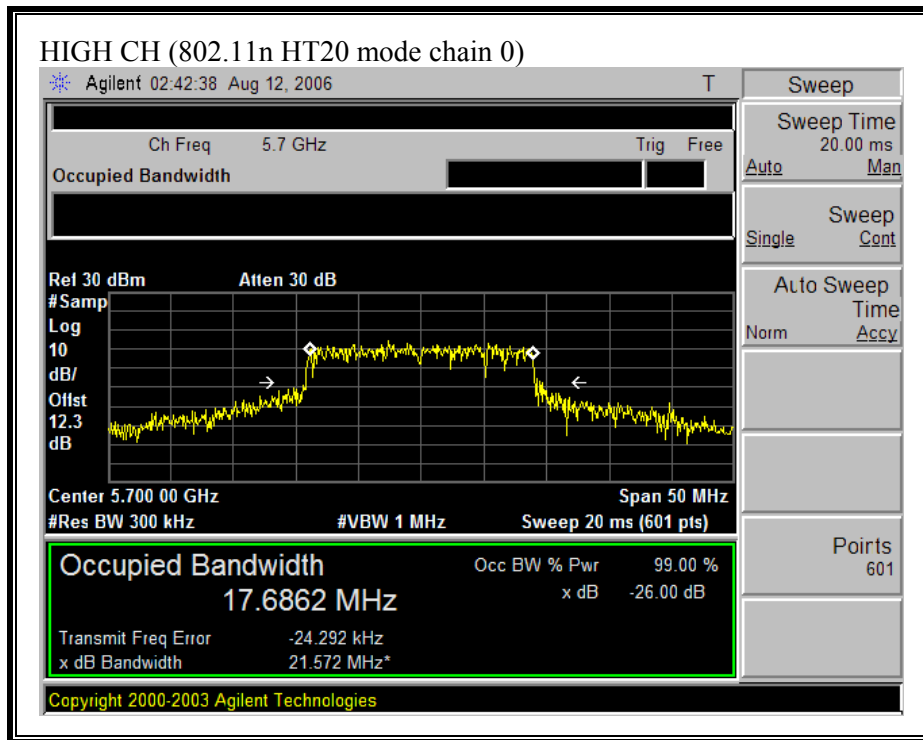 HIGH CH (802.11n HT20 mode chain 0)
Agilent 02:42:38 Aug 12, 2006 T
Sweep
Sweep Time
20.00 ms
Auto Man
Ch Freq 5.7 GHz Trig Free
Occupied Bandwidth
Sweep
Single Cont
Ref 30 dBm Atten 30 dB
Auto Sweep
Time
Norm Accy
#Samp
Log
10
dB/
Offst
12.3
dB
Center 5.700 00 GHz Span 50 MHz
#Res BW 300 kHz #VBW 1 MHz Sweep 20 ms (601 pts)
Points
601
Occupied Bandwidth Occ BW % Pwr 99.00 %
17.6862 MHz x dB -26.00 dB
Transmit Freq Error -24.292 kHz
x dB Bandwidth 21.572 MHz*
Copyright 2000-2003 Agilent Technologies